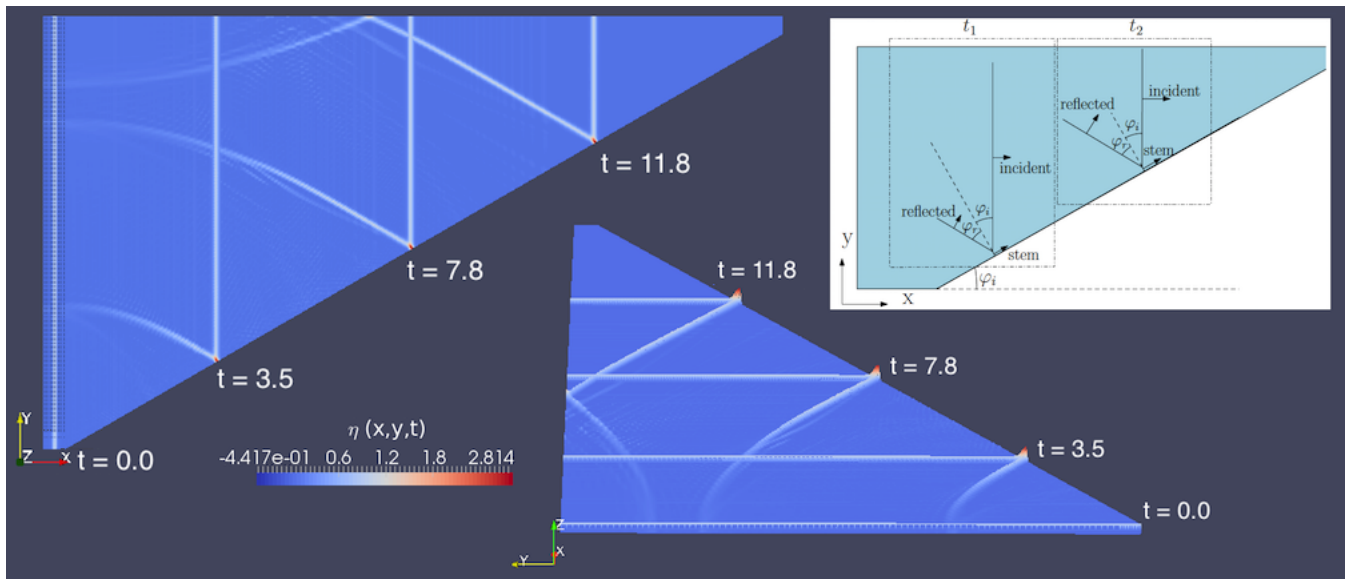 t = 11.8
t = 7.8
t = 3.5
Y
Z
X
t = 0.0
η (x,y,t)
-4.417e-01 0.6 1.2 1.8 2.814
t = 11.8
t = 7.8
t = 3.5
t = 0.0
Z
Y
X
t₁
t₂
incident
reflected
φᵢ
stem
incident
reflected
φᵢ
stem
y
x
φᵢ